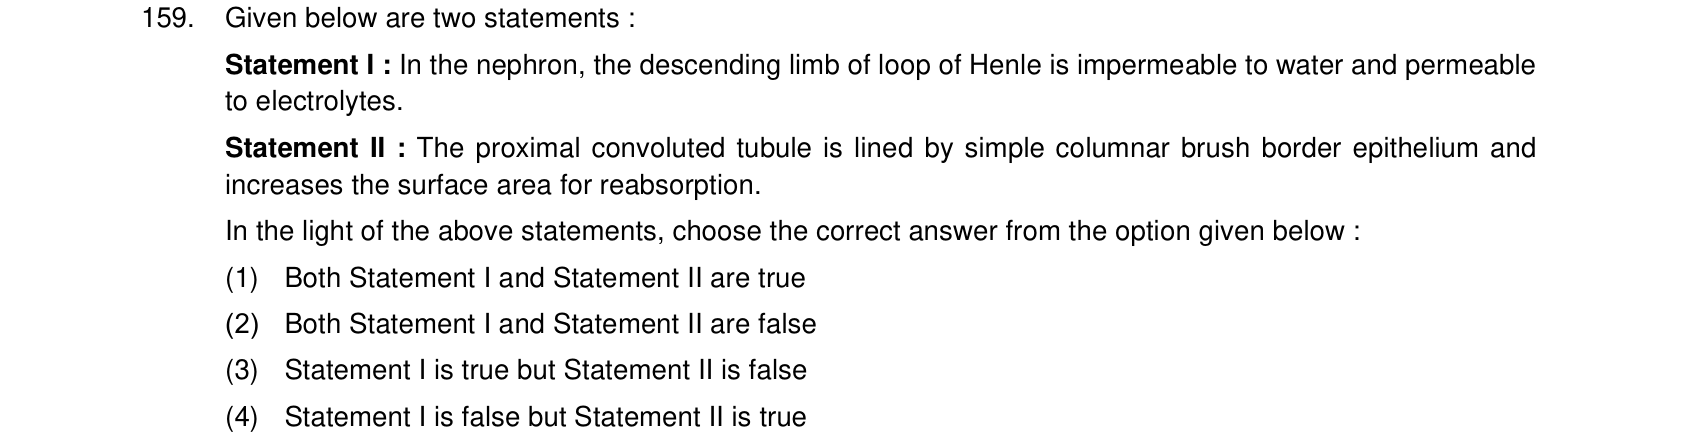 159. Given below are two statements :
Statement I : In the nephron, the descending limb of loop of Henle is impermeable to water and permeable
to electrolytes.
Statement II : The proximal convoluted tubule is lined by simple columnar brush border epithelium and
increases the surface area for reabsorption.
In the light of the above statements, choose the correct answer from the option given below :
(1) Both Statement I and Statement II are true
(2) Both Statement I and Statement II are false
(3) Statement I is true but Statement II is false
(4) Statement I is false but Statement II is true